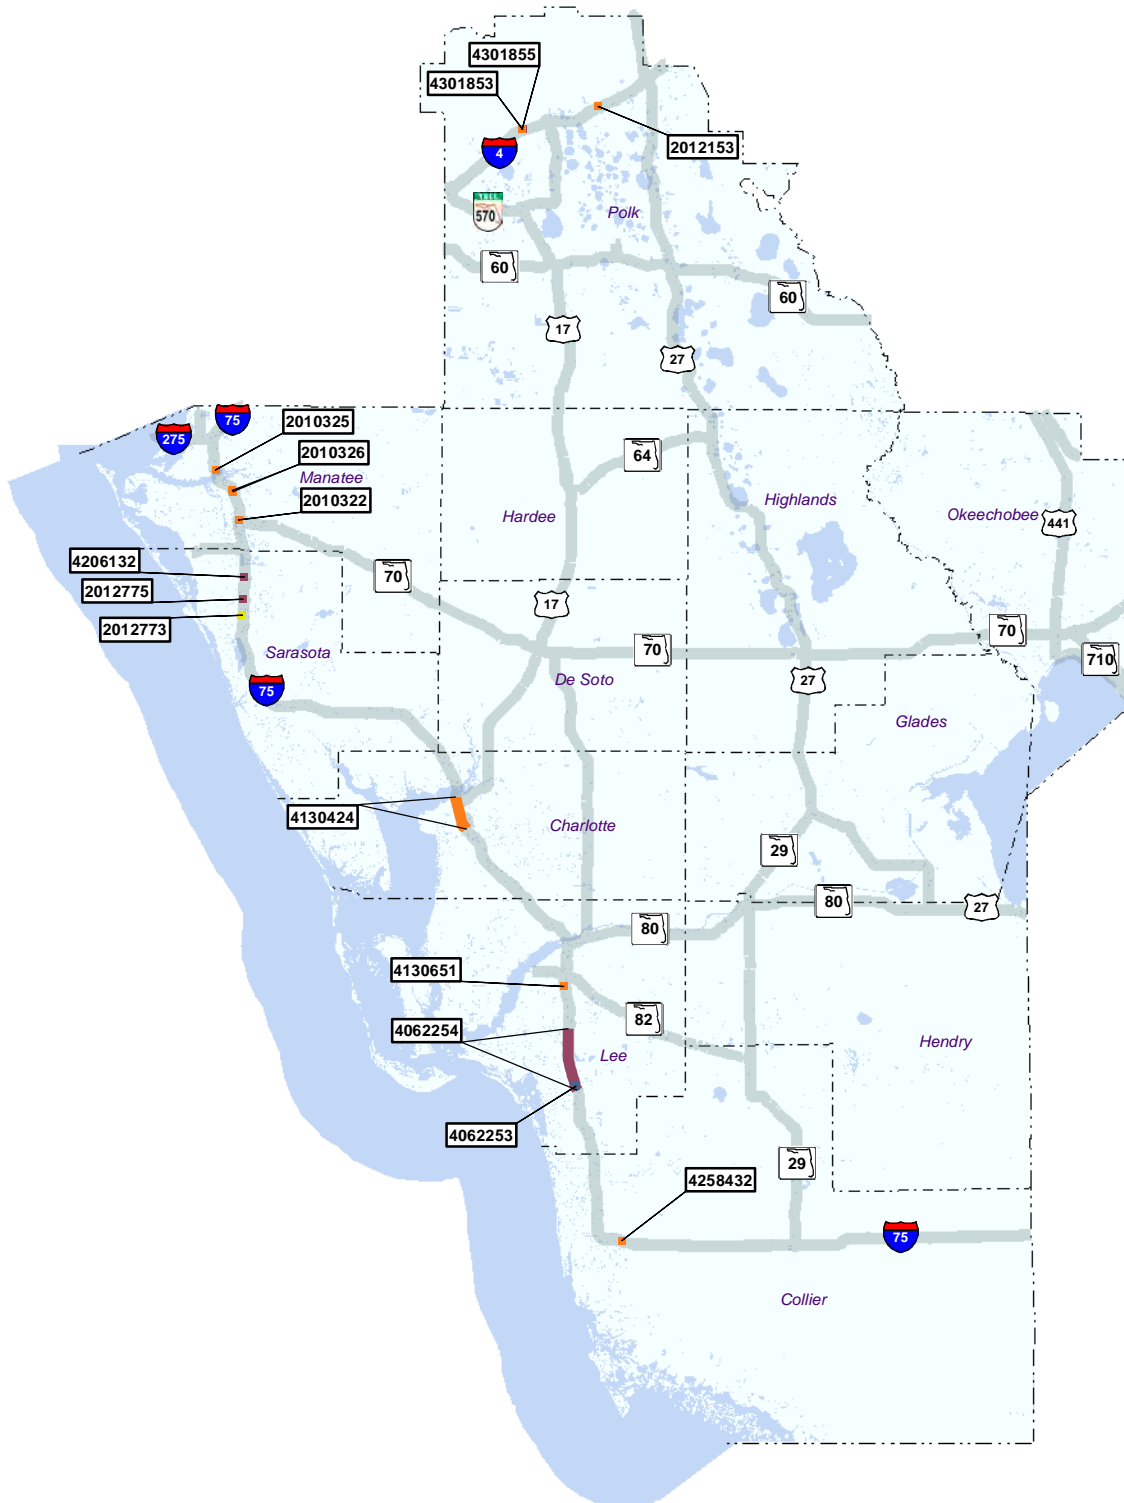 4301855
4301853
2012153
4
TOLL
570
Polk
60
60
17
27
75
275
2010325
2010326
Manatee
2010322
64
Hardee
Highlands
Okeechobee
441
4206132
2012775
2012773
70
17
Sarasota
70
70
710
75
De Soto
27
Glades
4130424
Charlotte
29
80
27
80
4130651
4062254
82
Lee
Hendry
4062253
29
4258432
75
Collier